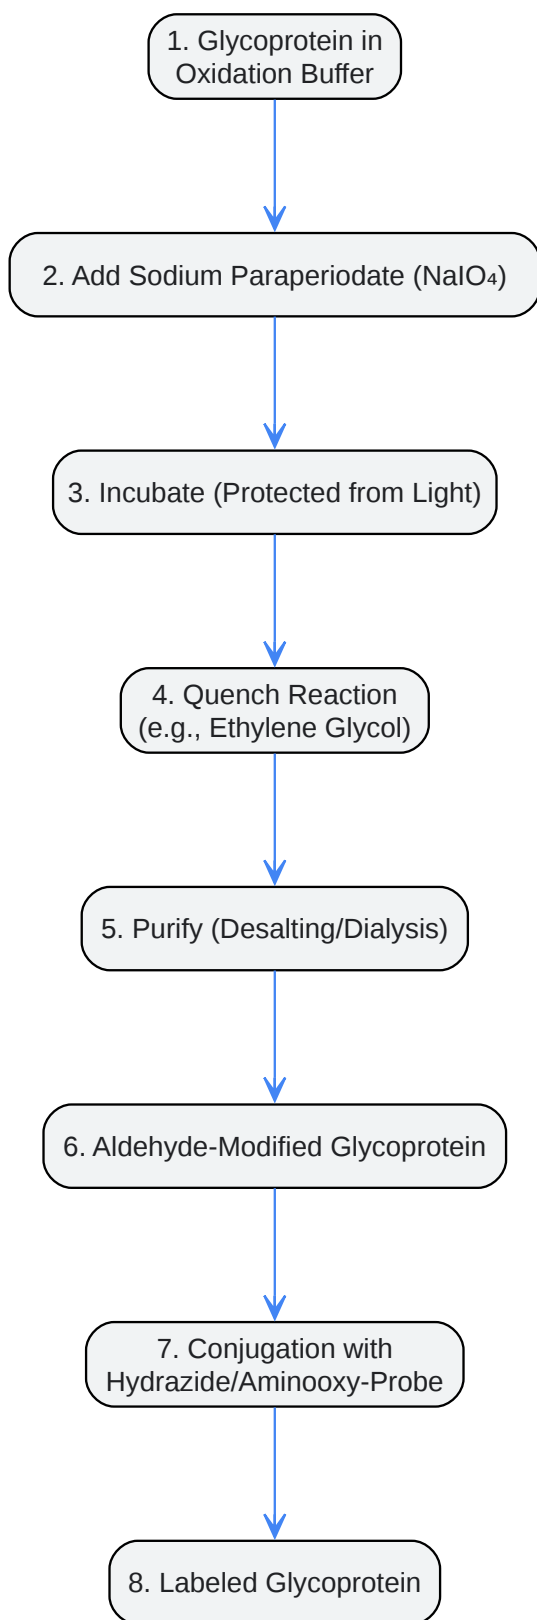 1. Glycoprotein in
Oxidation Buffer
2. Add Sodium Paraperiodate (NaIO₄)
3. Incubate (Protected from Light)
4. Quench Reaction
(e.g., Ethylene Glycol)
5. Purify (Desalting/Dialysis)
6. Aldehyde-Modified Glycoprotein
7. Conjugation with
Hydrazide/Aminooxy-Probe
8. Labeled Glycoprotein